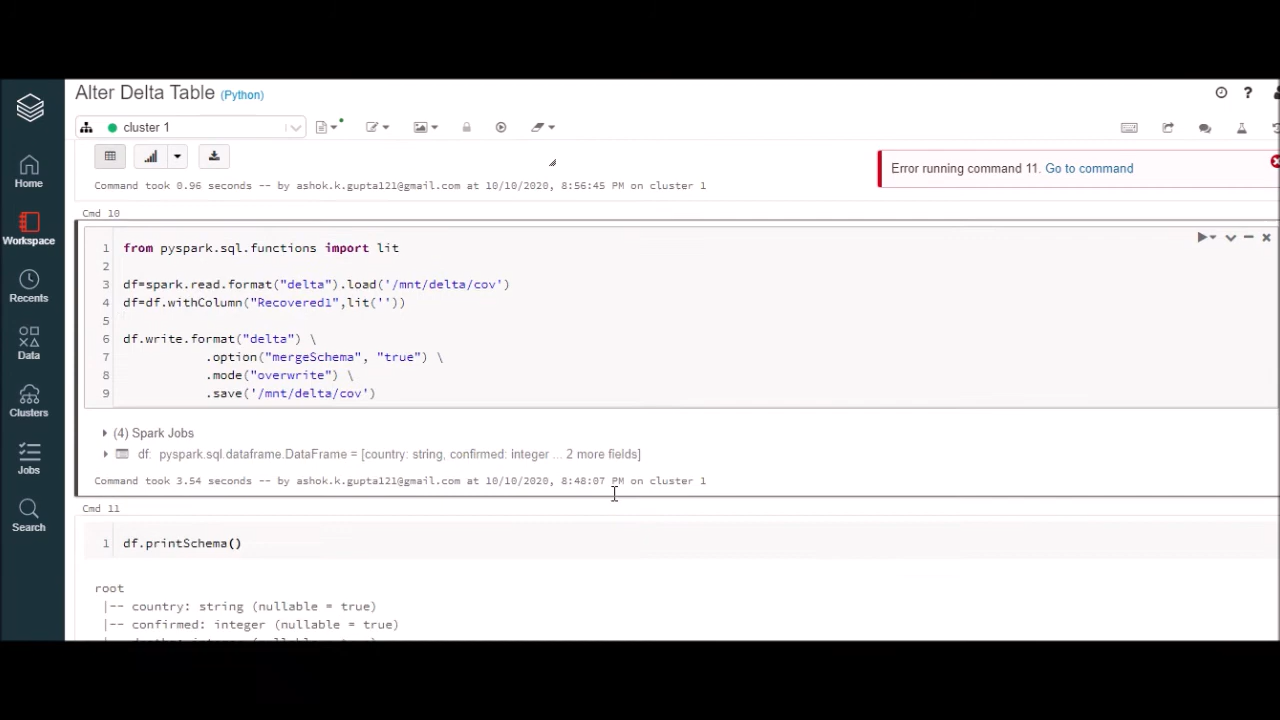 Alter Delta Table (Python)
cluster 1
Home
Workspace
Recents
Data
Clusters
Jobs
Search
Error running command 11. Go to command
Command took 0.96 seconds -- by ashok.k.gupta121@gmail.com at 10/10/2020, 8:56:45 PM on cluster 1
Cmd 10
1 from pyspark.sql.functions import lit
2
3 df=spark.read.format("delta").load('/mnt/delta/cov')
4 df=df.withColumn("Recovered1",lit(''))
5
6 df.write.format("delta") \
7 .option("mergeSchema", "true") \
8 .mode("overwrite") \
9 .save('/mnt/delta/cov')
(4) Spark Jobs
df: pyspark.sql.dataframe.DataFrame = [country: string, confirmed: integer ... 2 more fields]
Command took 3.54 seconds -- by ashok.k.gupta121@gmail.com at 10/10/2020, 8:48:07 PM on cluster 1
Cmd 11
1 df.printSchema()
root
|-- country: string (nullable = true)
|-- confirmed: integer (nullable = true)